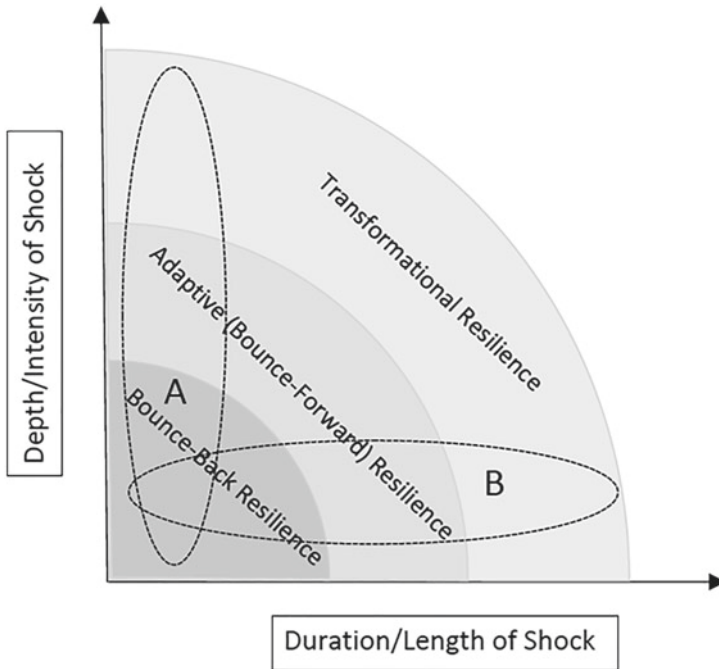 Depth/Intensity of Shock
Transformational Resilience
Adaptive (Bounce-Forward) Resilience
A
Bounce-Back Resilience
B
Duration/Length of Shock